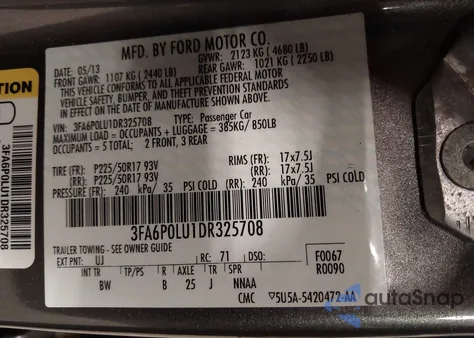 MFD. BY FORD MOTOR CO.
DATE: 05/13 GVWR: 2123 KG ( 4680 LB)
FRONT GAWR: 1107 KG ( 2440 LB) REAR GAWR: 1021 KG ( 2250 LB)
THIS VEHICLE CONFORMS TO ALL APPLICABLE FEDERAL MOTOR
VEHICLE SAFETY, BUMPER, AND THEFT PREVENTION STANDARDS
IN EFFECT ON THE DATE OF MANUFACTURE SHOWN ABOVE.
VIN: 3FA6P0LU1DR325708 TYPE: Passenger Car
MAXIMUM LOAD = OCCUPANTS + LUGGAGE = 385KG/ 850LB
OCCUPANTS = 5 TOTAL; 2 FRONT, 3 REAR
TIRE (FR): P225/50R17 93V RIMS (FR): 17x7.5J
(RR): P225/50R17 93V (RR): 17x7.5J
PRESSURE (FR): 240 kPa/ 35 PSI COLD (RR): 240 kPa/ 35 PSI COLD
3FA6P0LU1DR325708
TRAILER TOWING - SEE OWNER GUIDE
EXT PNT: UJ RC: 71 DSO: F0067
R0090
INT TR TP/PS R AXLE TR SPR
BW B 25 J NNAA
CMC 5U5A-5420472-AA
TION
3FA6P0LU1DR325708
autoSnap